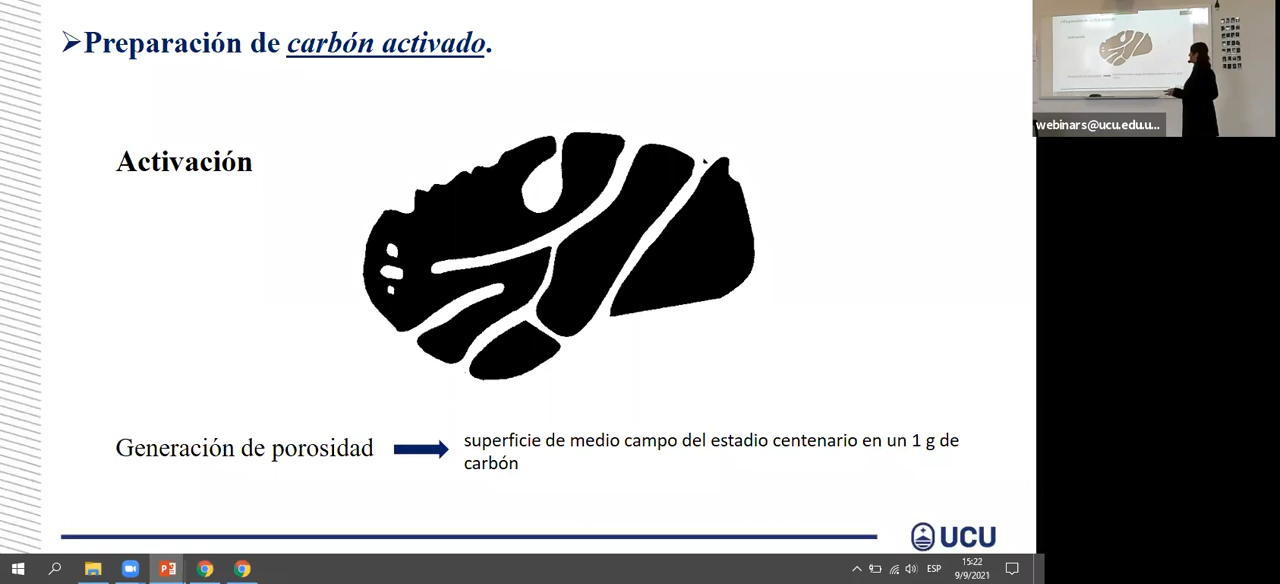 ➢Preparación de carbón activado.
Activación
Generación de porosidad
superficie de medio campo del estadio centenario en un 1 g de
carbón
UCU
webinars@ucu.edu.u...
ESP
15:22
9/9/2021